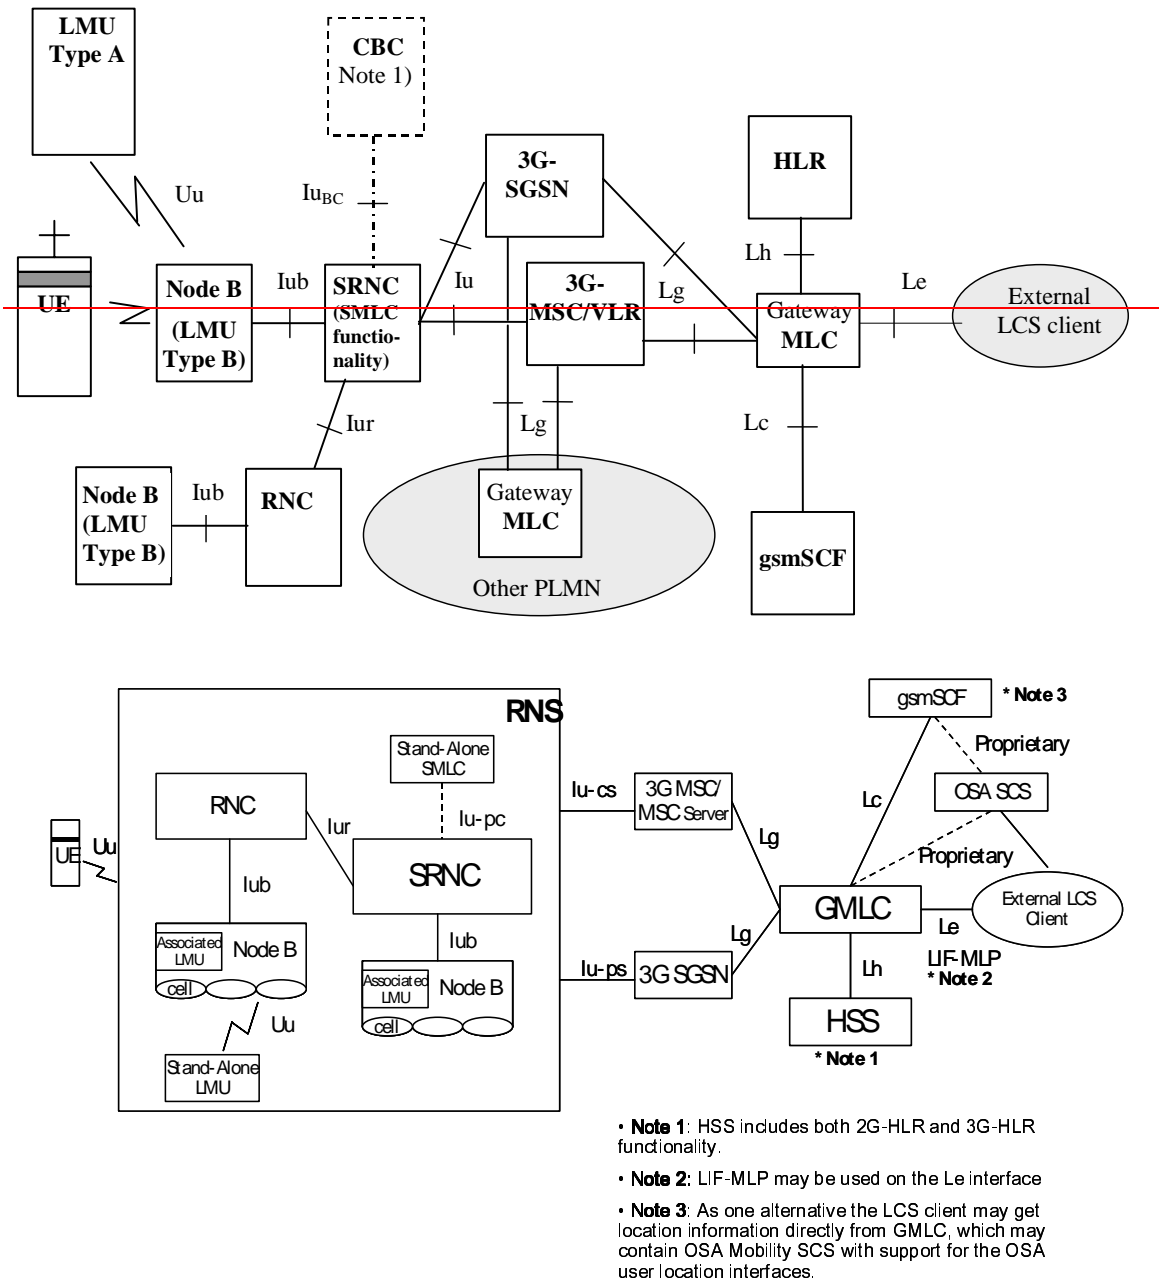 LMU
Type A
CBC
Note 1)
Uu
IuBC
3G-
SGSN
HLR
Lh
UE
Node B
(LMU
Type B)
Iub
SRNC
(SMLC
functio-
nality)
Iu
3G-
MSC/VLR
Lg
Gateway
MLC
Le
External
LCS client
Iur
Lg
Lc
Node B
(LMU
Type B)
Iub
RNC
Gateway
MLC
Other PLMN
gsmSCF
RNS
gsmSCF
* Note 3
Stand-Alone
SMLC
Proprietary
RNC
Iu-cs
3G MSC/
MSC Server
Lc
OSA SCS
Iur
Iu-pc
UE
Uu
Lg
Proprietary
SRNC
Iub
GMLC
External LCS
Client
Le
Associated
LMU
Node B
cell
Iub
Lg
LIF-MLP
* Note 2
Associated
LMU
Node B
cell
Iu-ps
3G SGSN
Lh
Uu
HSS
* Note 1
Stand-Alone
LMU
• Note 1: HSS includes both 2G-HLR and 3G-HLR
functionality.
• Note 2: LIF-MLP may be used on the Le interface
• Note 3: As one alternative the LCS client may get
location information directly from GMLC, which may
contain OSA Mobility SCS with support for the OSA
user location interfaces.